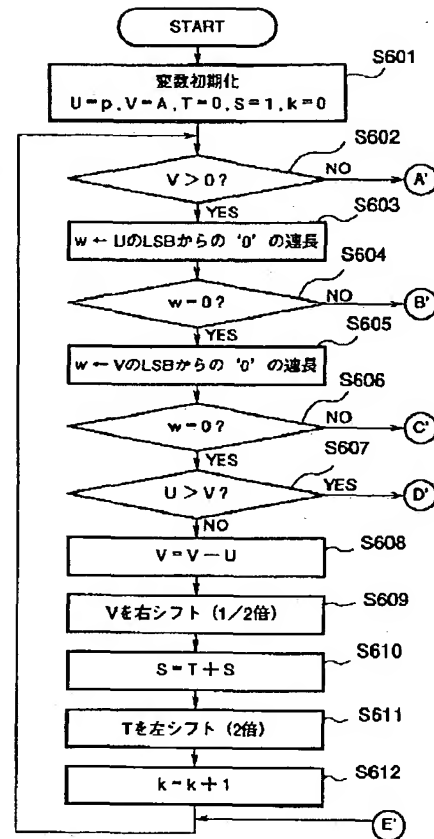 START
S601
変数初期化
U=p, V=A, T=0, S=1, k=0
S602
V>0?
NO
A'
YES
S603
w←UのLSBからの‘0’の連長
S604
w=0?
NO
B'
YES
S605
w←VのLSBからの‘0’の連長
S606
w=0?
NO
C'
YES
S607
U>V?
YES
D'
NO
S608
V=V−U
S609
Vを右シフト(1/2倍)
S610
S=T+S
S611
Tを左シフト(2倍)
S612
k=k+1
E'